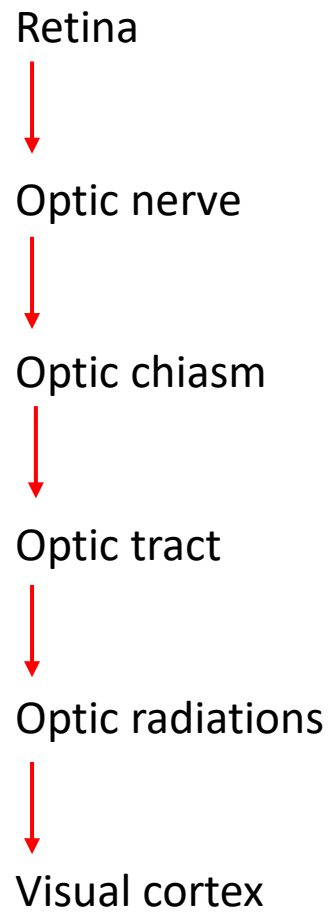 Retina
Optic nerve
Optic chiasm
Optic tract
Optic radiations
Visual cortex